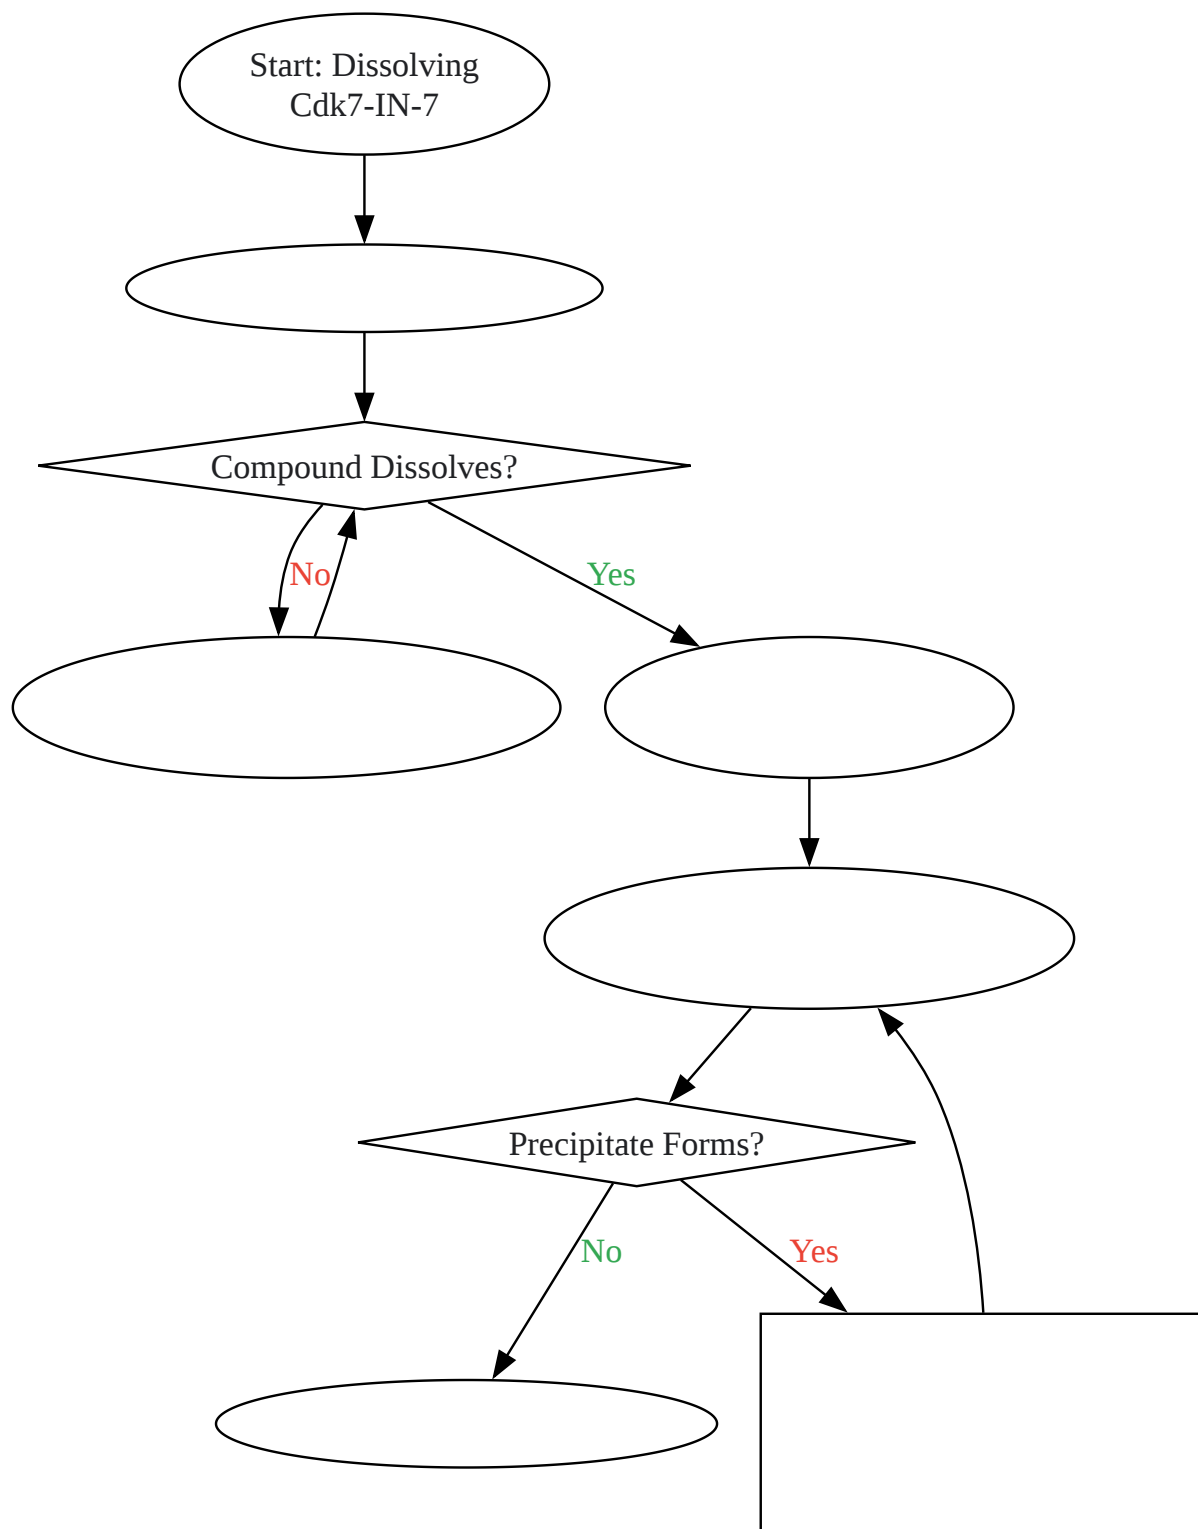 Start: Dissolving
Cdk7-IN-7
Compound Dissolves?
No
Yes
Precipitate Forms?
No
Yes